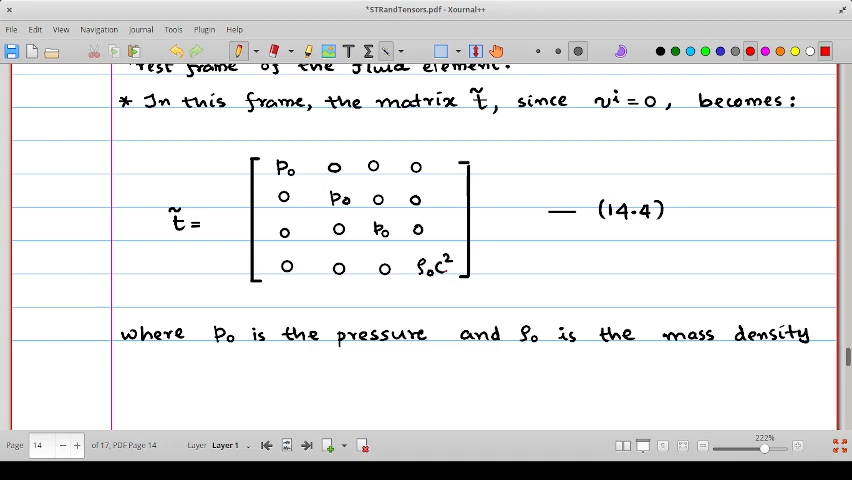 *STRandTensors.xopp - Xournal++
File Edit View Navigation Journal Tools Plugin Help
rest frame of the fluid element.
* In this frame, the matrix t̃, since vⁱ = 0, becomes:
p₀ 0 0 0
0 p₀ 0 0
t̃ = — (14.4)
0 0 p₀ 0
0 0 0 ρ₀c²
where p₀ is the pressure and ρ₀ is the mass density
Page 14 of 17, PDF Page 14 Layer Layer 1 222%